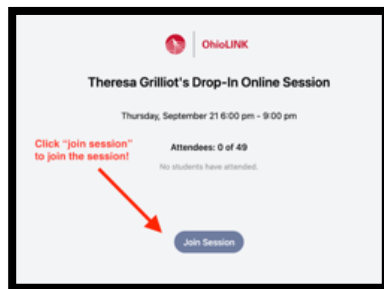 OhioLINK
Theresa Grilliot's Drop-In Online Session
Thursday, September 21 6:00 pm - 9:00 pm
Click "join session"
to join the session!
Attendees: 0 of 49
No students have attended.
Join Session